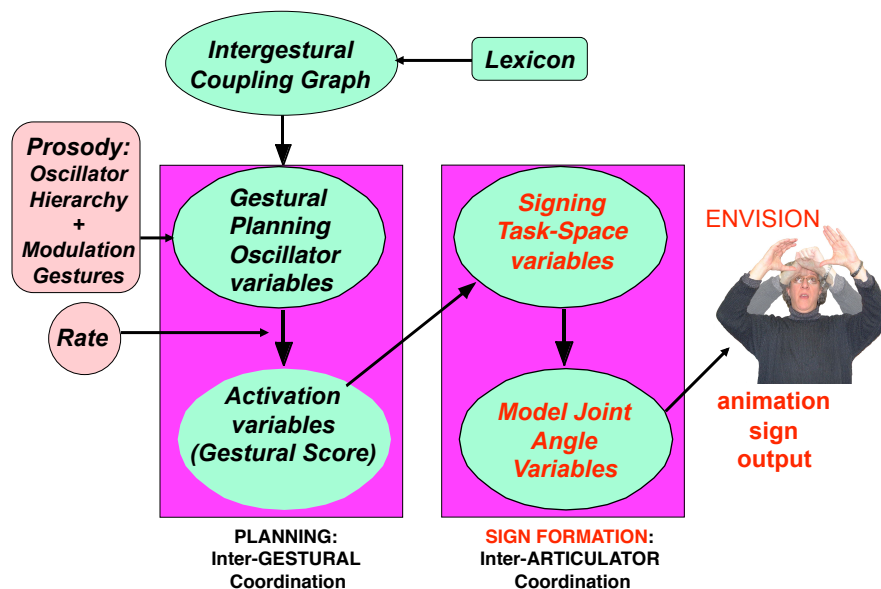 Intergestural
Coupling Graph
Lexicon
Prosody:
Oscillator
Hierarchy
+
Modulation
Gestures
Gestural
Planning
Oscillator
variables
Signing
Task-Space
variables
ENVISION
Rate
Activation
variables
(Gestural Score)
Model Joint
Angle
Variables
animation
sign
output
PLANNING:
Inter-GESTURAL
Coordination
SIGN FORMATION:
Inter-ARTICULATOR
Coordination